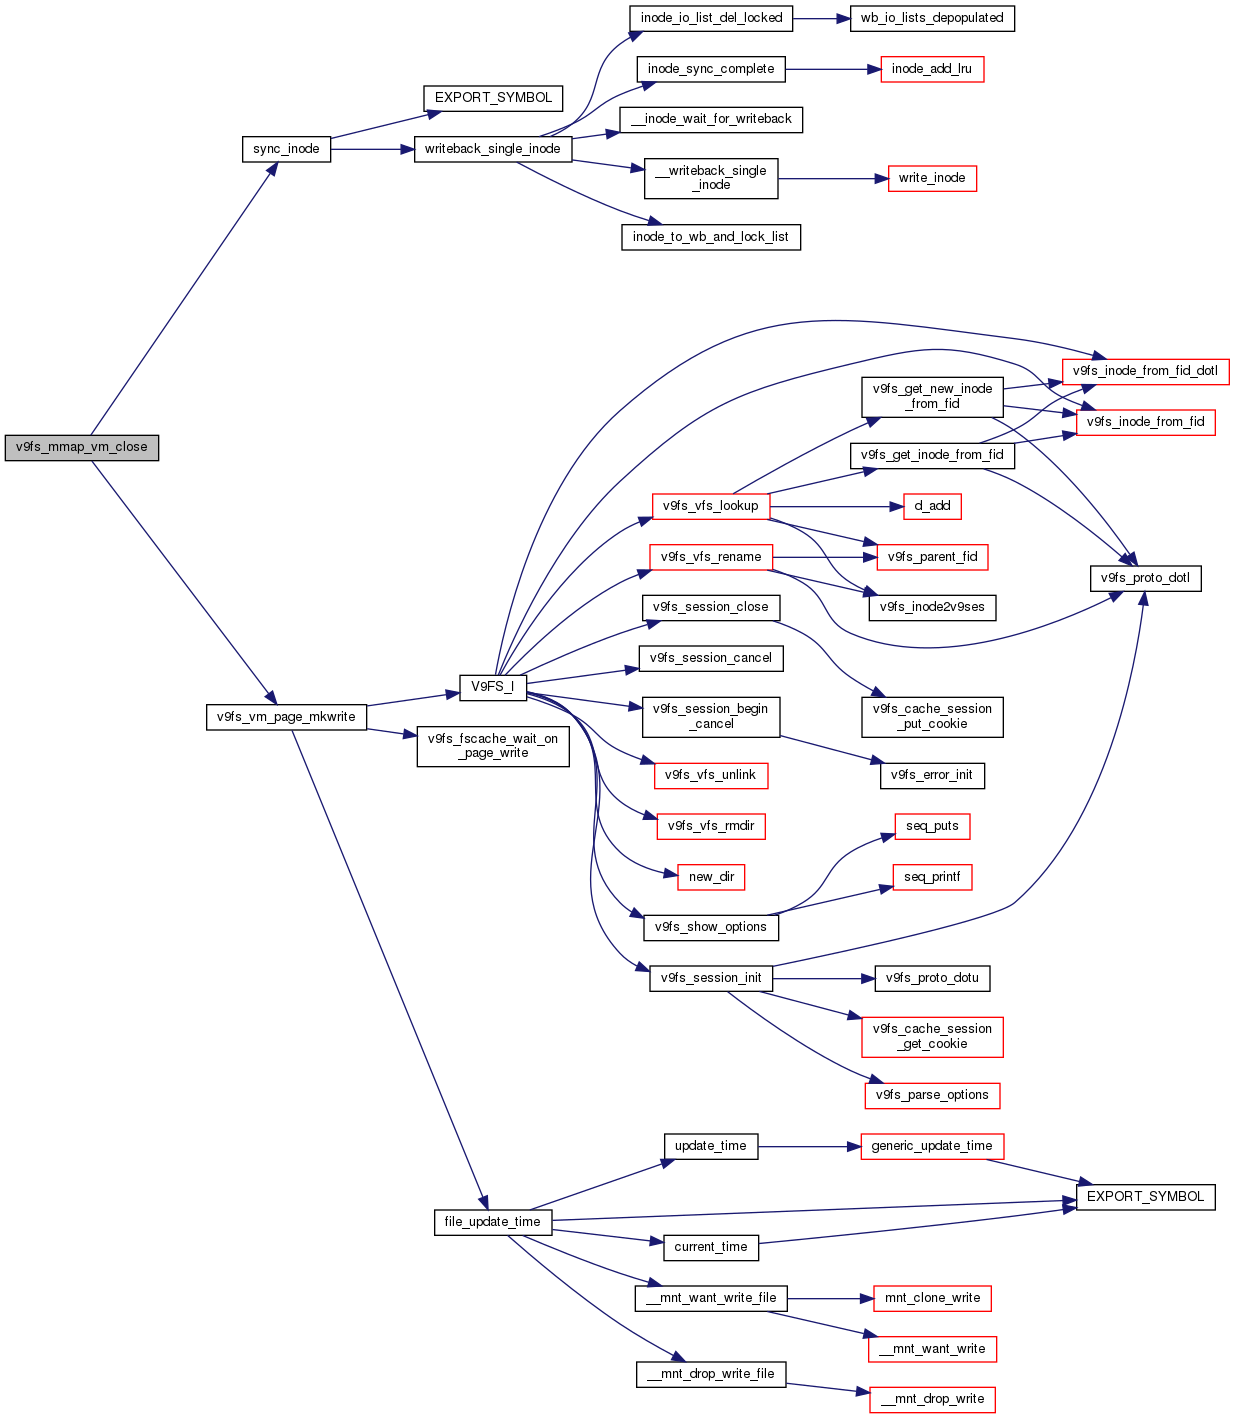 inode_io_list_del_locked
wb_io_lists_depopulated
inode_sync_complete
inode_add_lru
EXPORT_SYMBOL
__inode_wait_for_writeback
sync_inode
writeback_single_inode
__writeback_single
_inode
write_inode
inode_to_wb_and_lock_list
v9fs_inode_from_fid_dotl
v9fs_get_new_inode
_from_fid
v9fs_inode_from_fid
v9fs_mmap_vm_close
v9fs_get_inode_from_fid
v9fs_vfs_lookup
d_add
v9fs_vfs_rename
v9fs_parent_fid
v9fs_proto_dotl
v9fs_session_close
v9fs_inode2v9ses
v9fs_session_cancel
V9FS_I
v9fs_vm_page_mkwrite
v9fs_session_begin
_cancel
v9fs_cache_session
_put_cookie
v9fs_fscache_wait_on
_page_write
v9fs_vfs_unlink
v9fs_error_init
v9fs_vfs_rmdir
seq_puts
new_dir
seq_printf
v9fs_show_options
v9fs_session_init
v9fs_proto_dotu
v9fs_cache_session
_get_cookie
v9fs_parse_options
update_time
generic_update_time
EXPORT_SYMBOL
file_update_time
current_time
__mnt_want_write_file
mnt_clone_write
__mnt_want_write
__mnt_drop_write_file
__mnt_drop_write